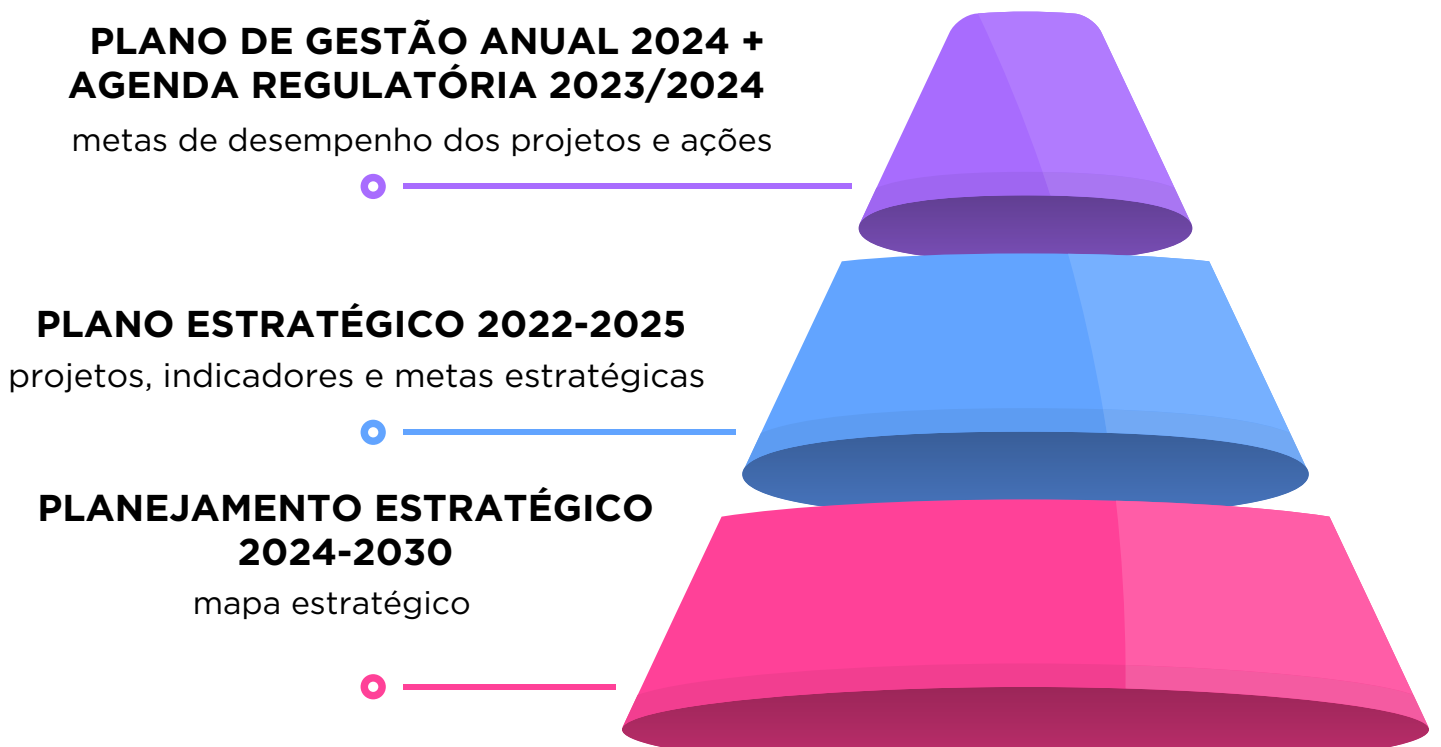 PLANO DE GESTÃO ANUAL 2024 +
AGENDA REGULATÓRIA 2023/2024
metas de desempenho dos projetos e ações
PLANO ESTRATÉGICO 2022-2025
projetos, indicadores e metas estratégicas
PLANEJAMENTO ESTRATÉGICO
2024-2030
mapa estratégico